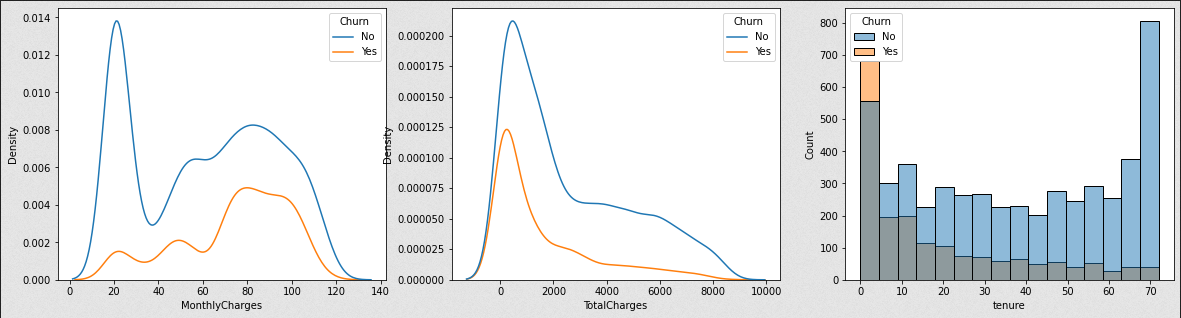 0.014
0.012
0.010
0.008
0.006
0.004
0.002
0.000
Density
0 20 40 60 80 100 120 140
MonthlyCharges
Churn
No
Yes
0.000200
0.000175
0.000150
0.000125
0.000100
0.000075
0.000050
0.000025
0.000000
Density
0 2000 4000 6000 8000 10000
TotalCharges
Churn
No
Yes
800
700
600
500
400
300
200
100
0
Count
0 10 20 30 40 50 60 70
tenure
Churn
No
Yes